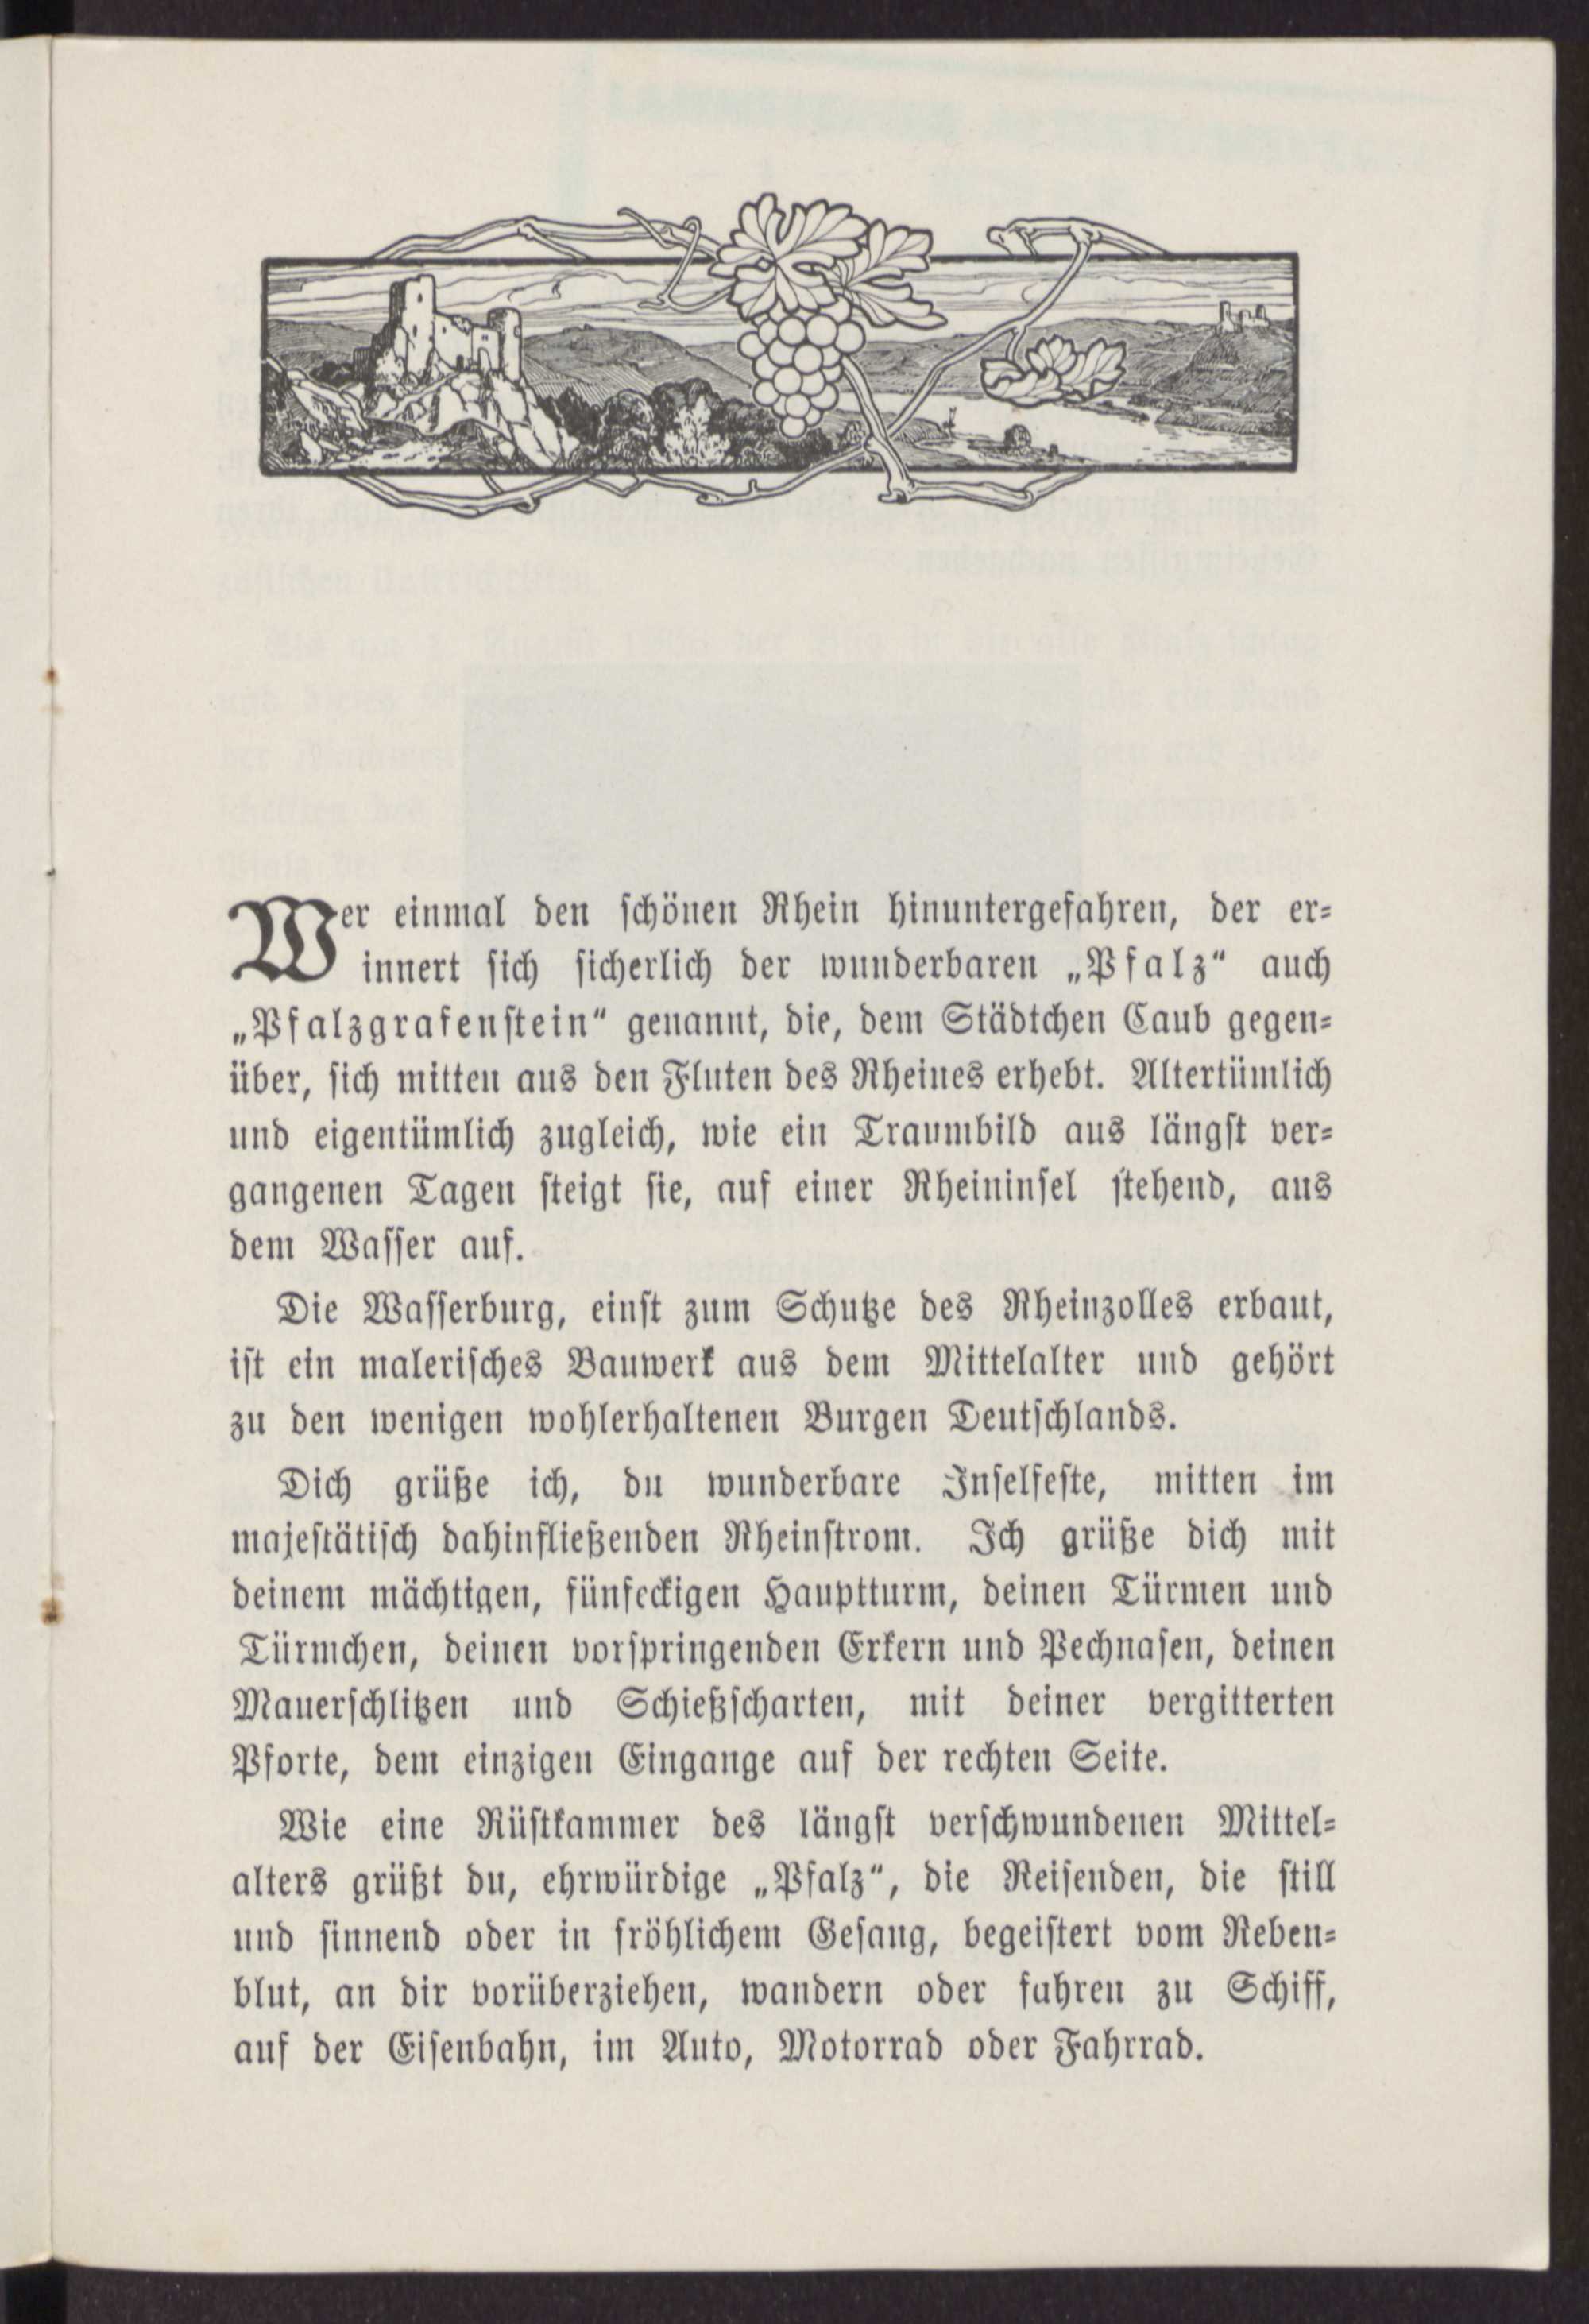 Wer einmal den schönen Rhein hinuntergefahren, der er-
innert sich sicherlich der wunderbaren „Pfalz“ auch
„Pfalzgrafenstein“ genannt, die, dem Städtchen Caub gegen-
über, sich mitten aus den Fluten des Rheines erhebt. Altertümlich
und eigentümlich zugleich, wie ein Traumbild aus längst ver-
gangenen Tagen steigt sie, auf einer Rheininsel stehend, aus
dem Wasser auf.
Die Wasserburg, einst zum Schutze des Rheinzolles erbaut,
ist ein malerisches Bauwerk aus dem Mittelalter und gehört
zu den wenigen wohlerhaltenen Burgen Deutschlands.
Dich grüße ich, du wunderbare Inselfeste, mitten im
majestätisch dahinfließenden Rheinstrom. Ich grüße dich mit
deinem mächtigen, fünfeckigen Hauptturm, deinen Türmen und
Türmchen, deinen vorspringenden Erkern und Pechnasen, deinen
Mauerschlitzen und Schießscharten, mit deiner vergitterten
Pforte, dem einzigen Eingange auf der rechten Seite.
Wie eine Rüstkammer des längst verschwundenen Mittel-
alters grüßt du, ehrwürdige „Pfalz“, die Reisenden, die still
und sinnend oder in fröhlichem Gesang, begeistert vom Reben-
blut, an dir vorüberziehen, wandern oder fahren zu Schiff,
auf der Eisenbahn, im Auto, Motorrad oder Fahrrad.